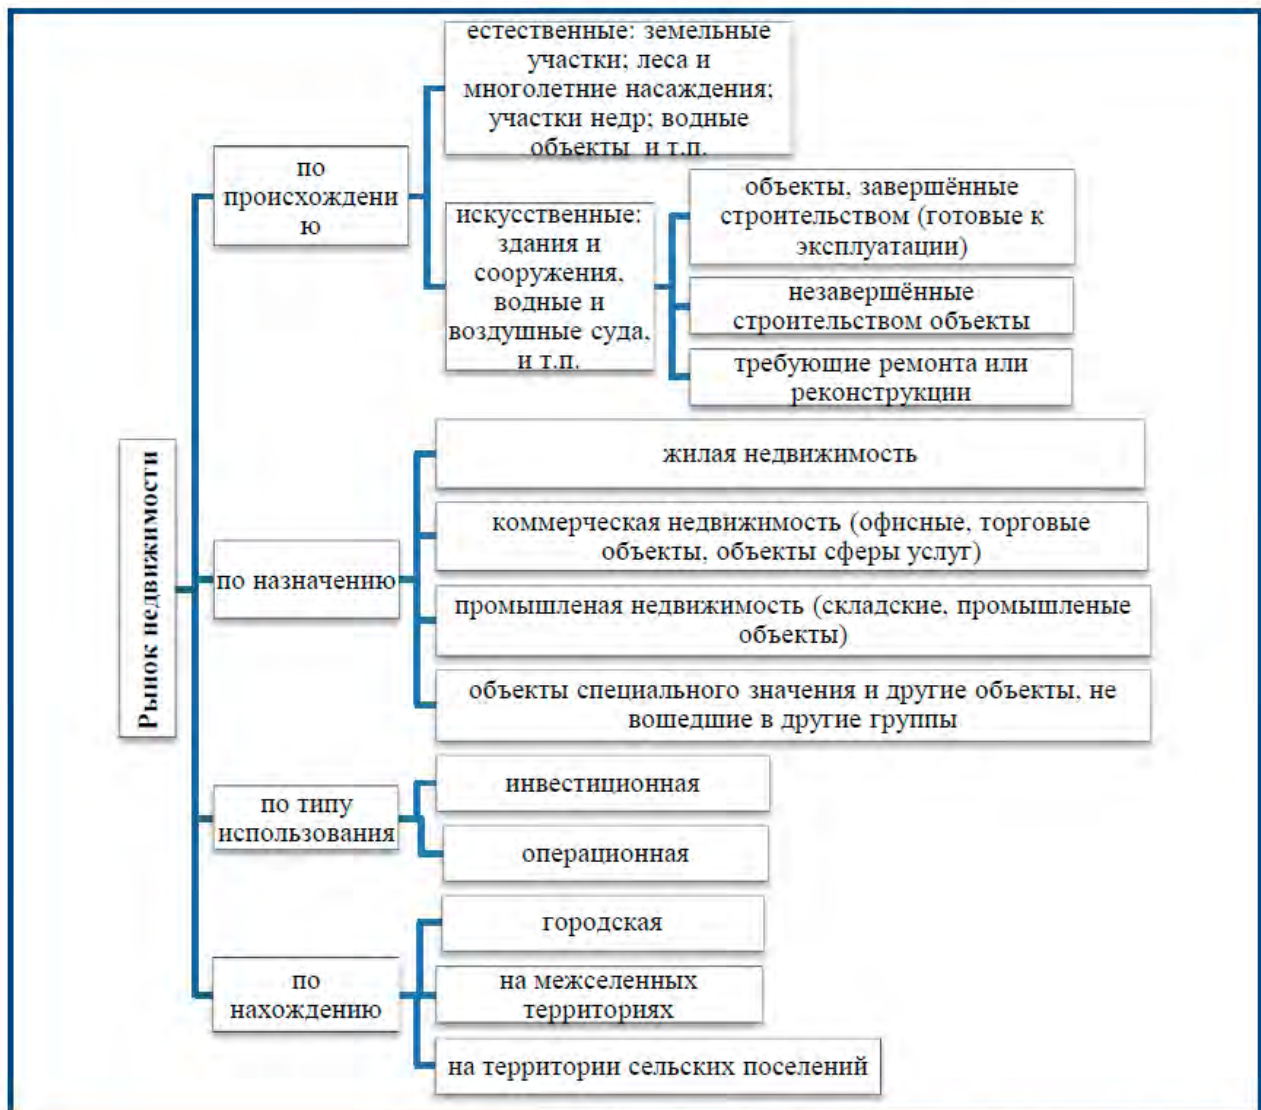 Рынок недвижимости
по
происхождени
ю
естественные: земельные
участки; леса и
многолетние насаждения;
участки недр; водные
объекты и т.п.
искусственные:
здания и
сооружения,
водные и
воздушные суда,
и т.п.
объекты, завершённые
строительством (готовые к
эксплуатации)
незавершённые
строительством объекты
требующие ремонта или
реконструкции
по назначению
жилая недвижимость
коммерческая недвижимость (офисные, торговые
объекты, объекты сферы услуг)
промышленая недвижимость (складские, промышленые
объекты)
объекты специального значения и другие объекты, не
вошедшие в другие группы
по типу
использования
инвестиционная
операционная
по
нахождению
городская
на межселенных
территориях
на территории сельских поселений